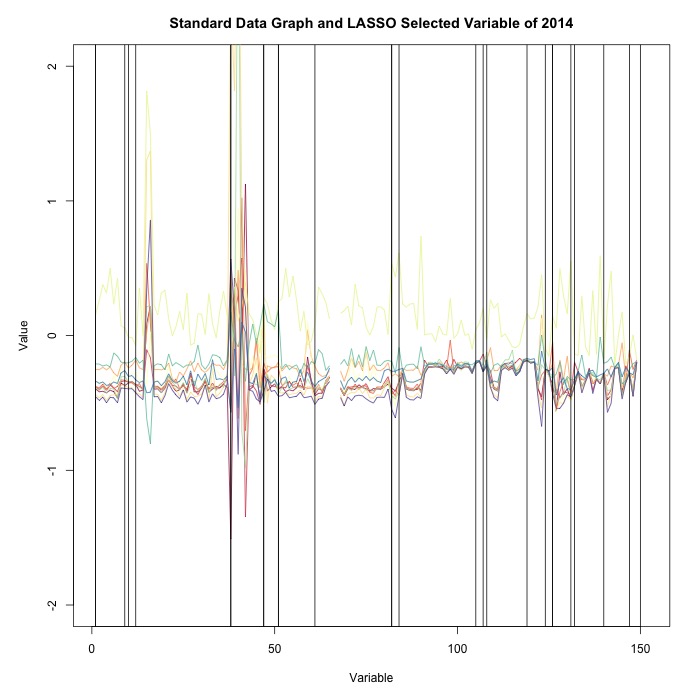 Standard Data Graph and LASSO Selected Variable of 2014
2
1
0
-1
-2
Value
0 50 100 150
Variable